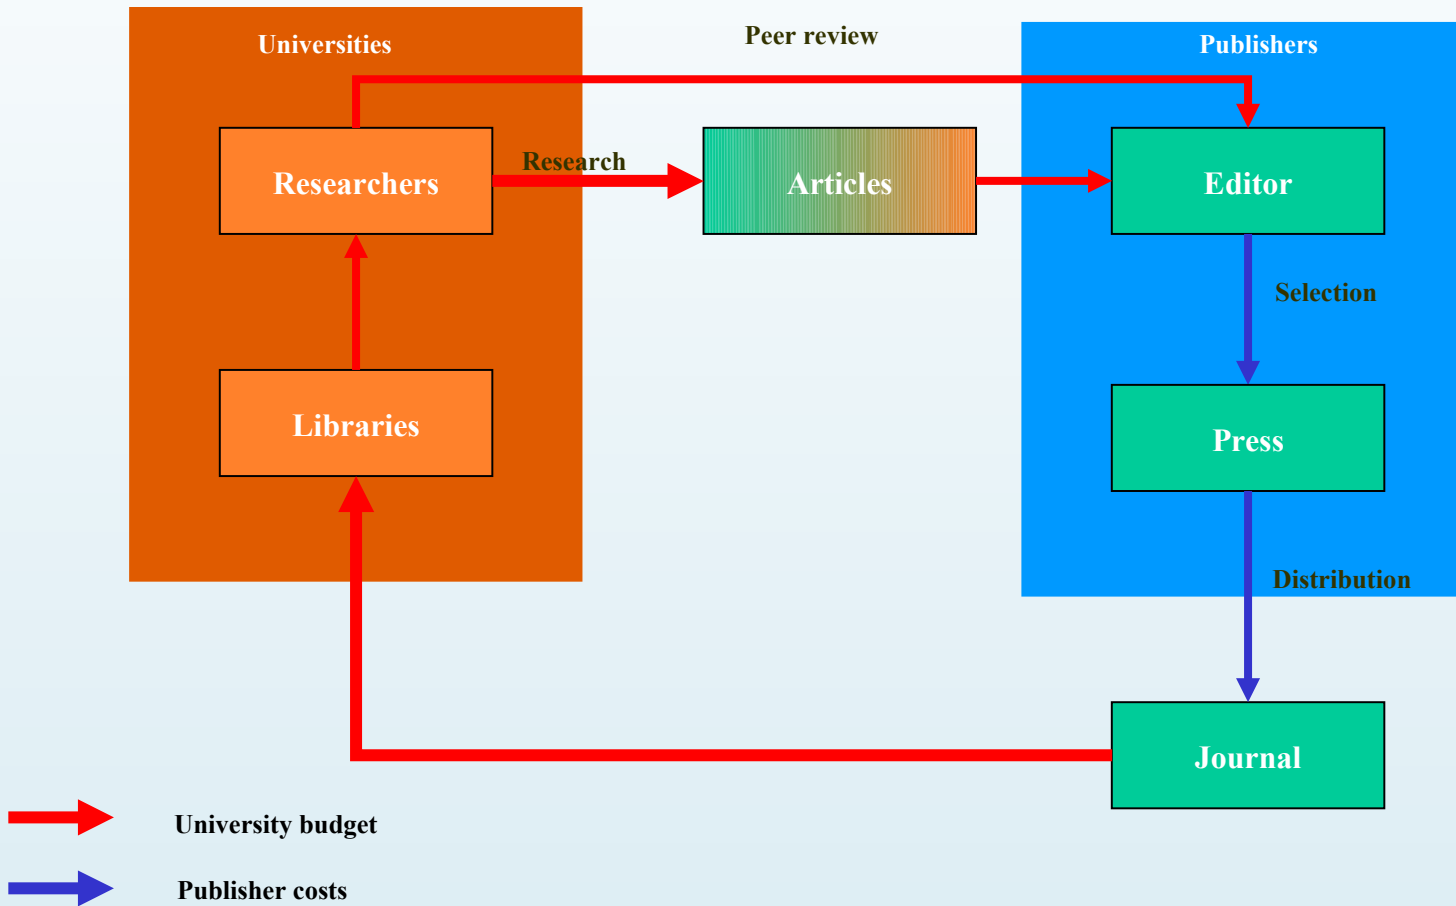 Universities
Peer review
Publishers
Researchers
Research
Articles
Editor
Selection
Libraries
Press
Distribution
Journal
University budget
Publisher costs